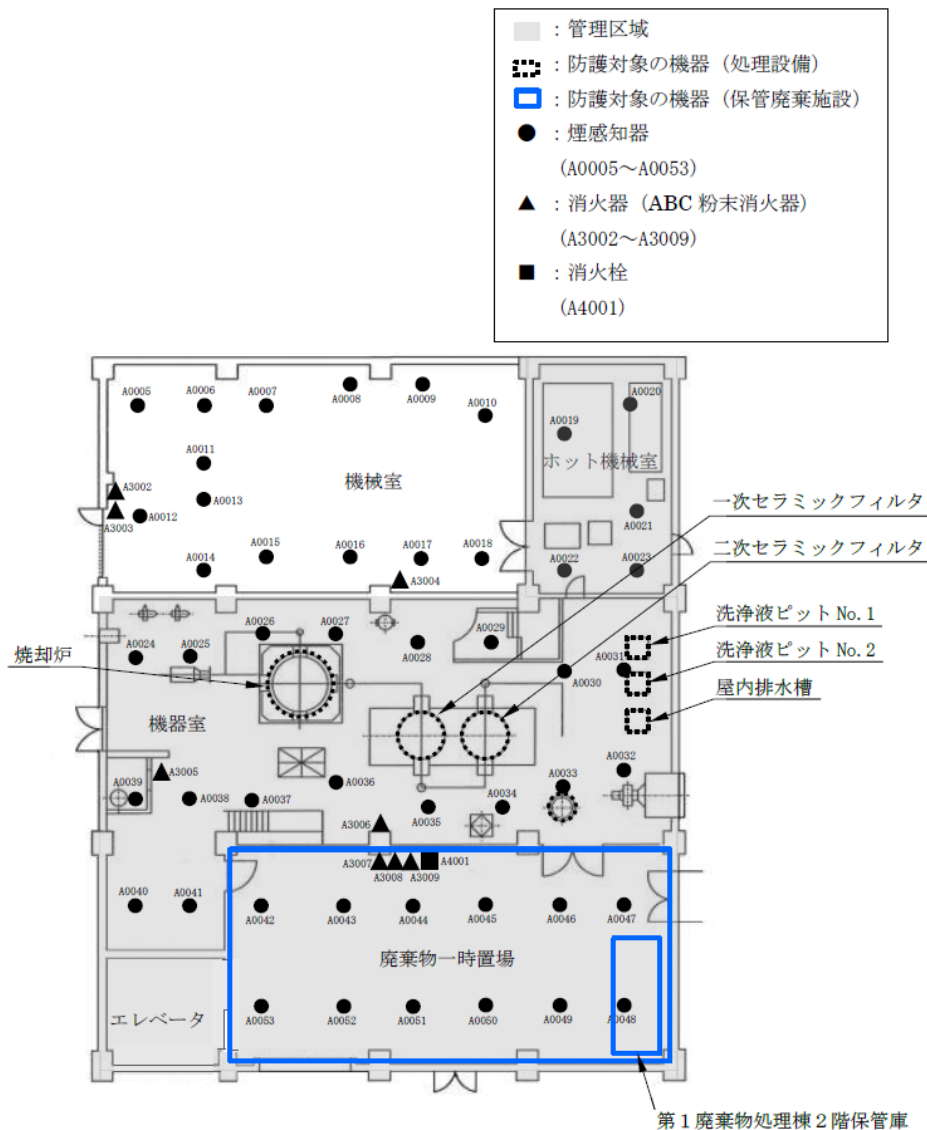 ：管理区域
：防護対象の機器（処理設備）
：防護対象の機器（保管廃棄施設）
：煙感知器
(A0005～A0053)
：消火器（ABC 粉末消火器）
(A3002～A3009)
：消火栓
(A4001)
A0005
A0006
A0007
A0008
A0009
A0010
A0020
A0019
A0011
ホット機械室
機械室
A3002
A0013
A0012
A3003
一次セラミックフィルタ
A0021
A0015
A0016
A0017
A0018
A0014
A3004
A0022
A0023
二次セラミックフィルタ
洗浄液ピット No.1
A0026
A0027
A0029
A0024
A0025
A0028
A0031
A0030
洗浄液ピット No.2
焼却炉
屋内排水槽
機器室
A3005
A0032
A0036
A0033
A0039
A0038
A0037
A0034
A0035
A3006
A3007
A3008
A3009
A4001
A0040
A0041
A0042
A0043
A0044
A0045
A0046
A0047
廃棄物一時置場
エレベータ
A0053
A0052
A0051
A0050
A0049
A0048
第１廃棄物処理棟２階保管庫